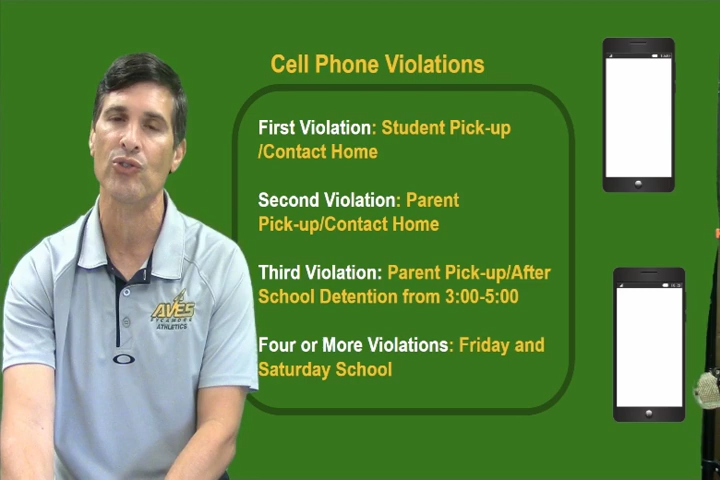 Cell Phone Violations
First Violation: Student Pick-up
/Contact Home
Second Violation: Parent
Pick-up/Contact Home
Third Violation: Parent Pick-up/After
School Detention from 3:00-5:00
Four or More Violations: Friday and
Saturday School
AVES
SYCAMORE
ATHLETICS